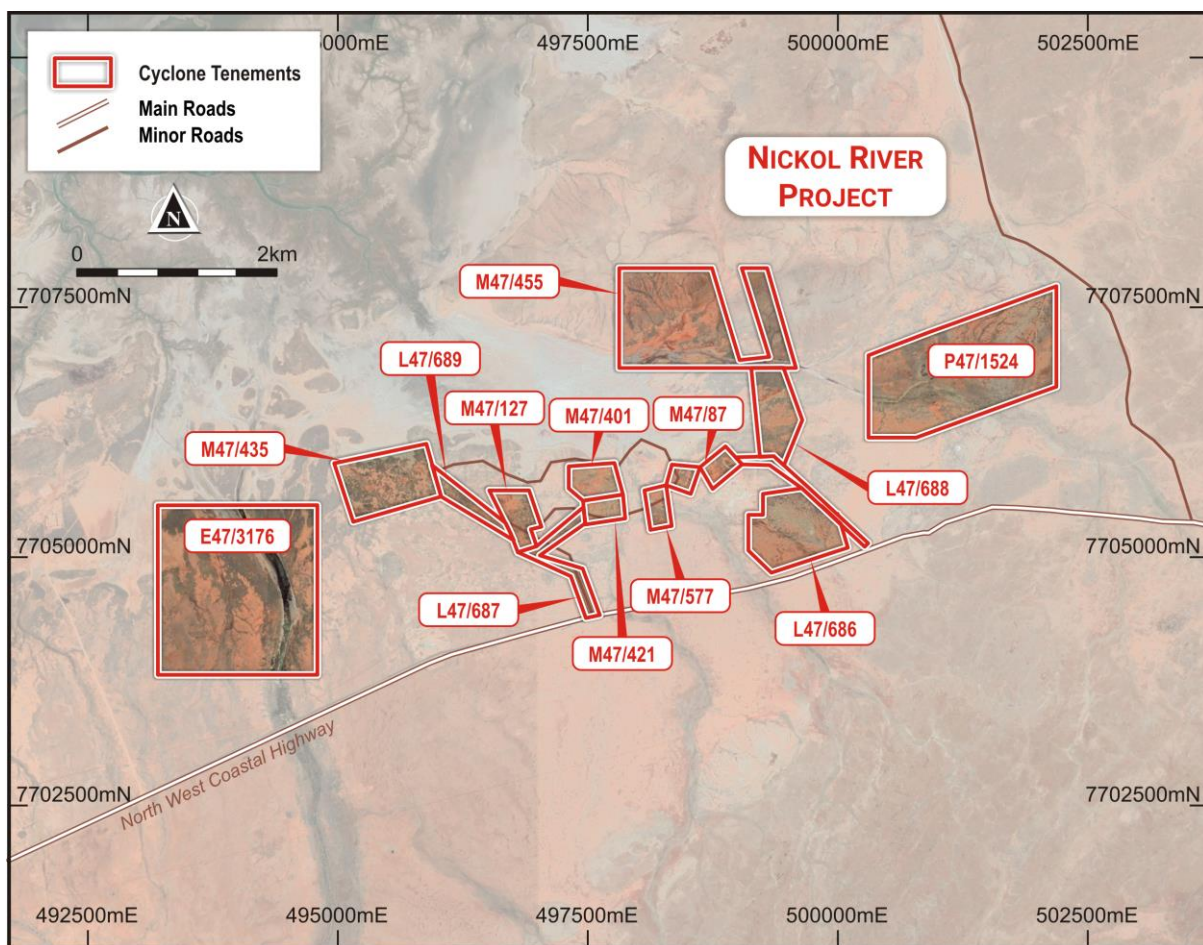 5000mE
497500mE
500000mE
502500mE
Cyclone Tenements
Main Roads
Minor Roads
N
0
2km
NICKOL RIVER
PROJECT
7707500mN
M47/455
7707500mN
P47/1524
L47/689
M47/127
M47/401
M47/87
M47/435
L47/688
E47/3176
7705000mN
7705000mN
L47/687
M47/577
L47/686
M47/421
North West Coastal Highway
7702500mN
7702500mN
492500mE
495000mE
497500mE
500000mE
502500mE